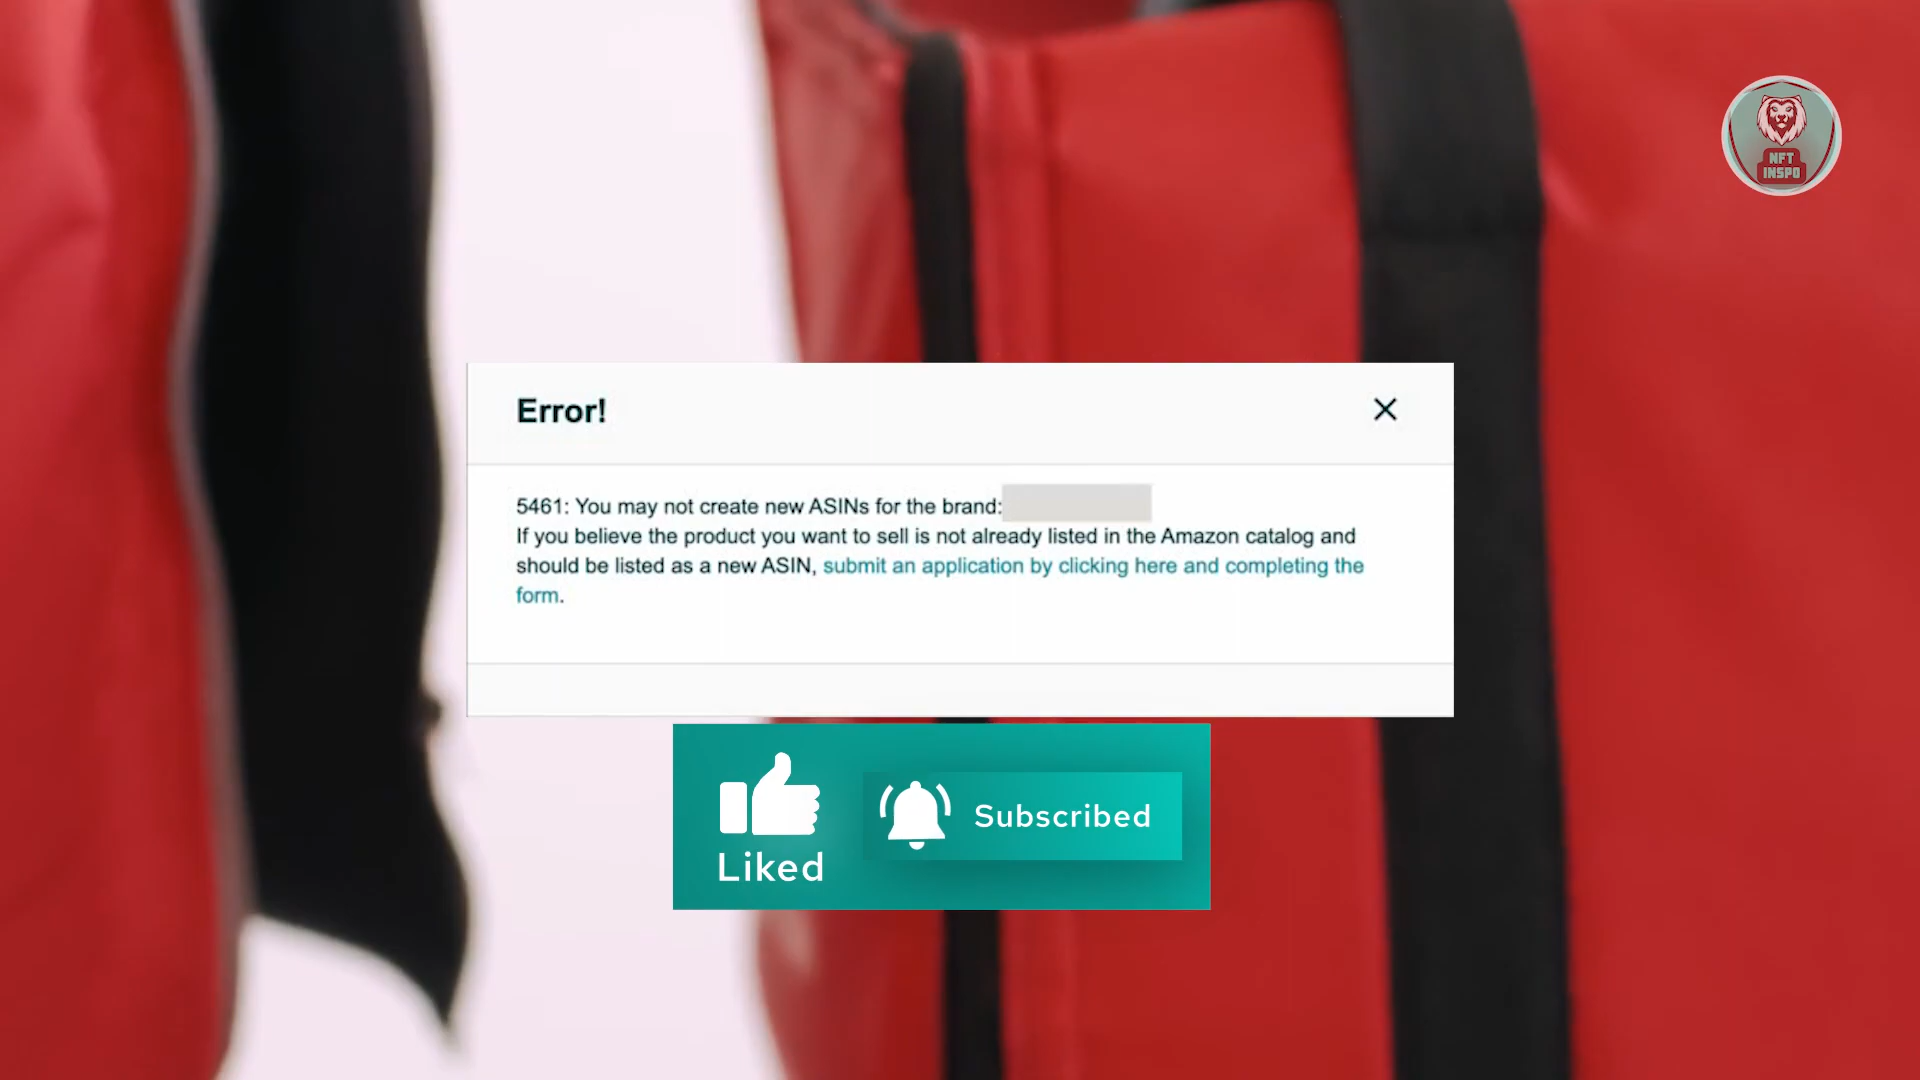 NFT
INSPO
Error!
5461: You may not create new ASINs for the brand:
If you believe the product you want to sell is not already listed in the Amazon catalog and
should be listed as a new ASIN, submit an application by clicking here and completing the
form.
Liked
Subscribed